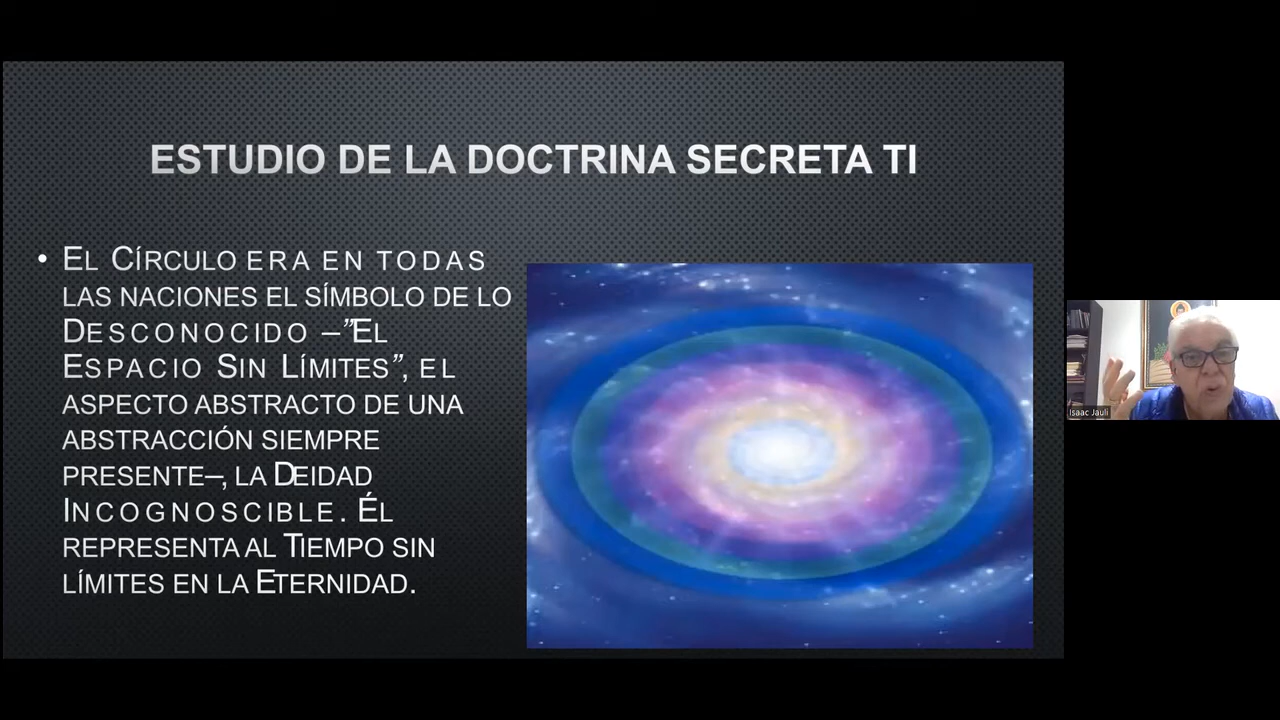 ESTUDIO DE LA DOCTRINA SECRETA TI
• EL CÍRCULO ERA EN TODAS
LAS NACIONES EL SÍMBOLO DE LO
DESCONOCIDO –”EL
ESPACIO SIN LÍMITES”, EL
ASPECTO ABSTRACTO DE UNA
ABSTRACCIÓN SIEMPRE
PRESENTE–, LA DEIDAD
INCOGNOSCIBLE. ÉL
REPRESENTA AL TIEMPO SIN
LÍMITES EN LA ETERNIDAD.
Isaac Jauli